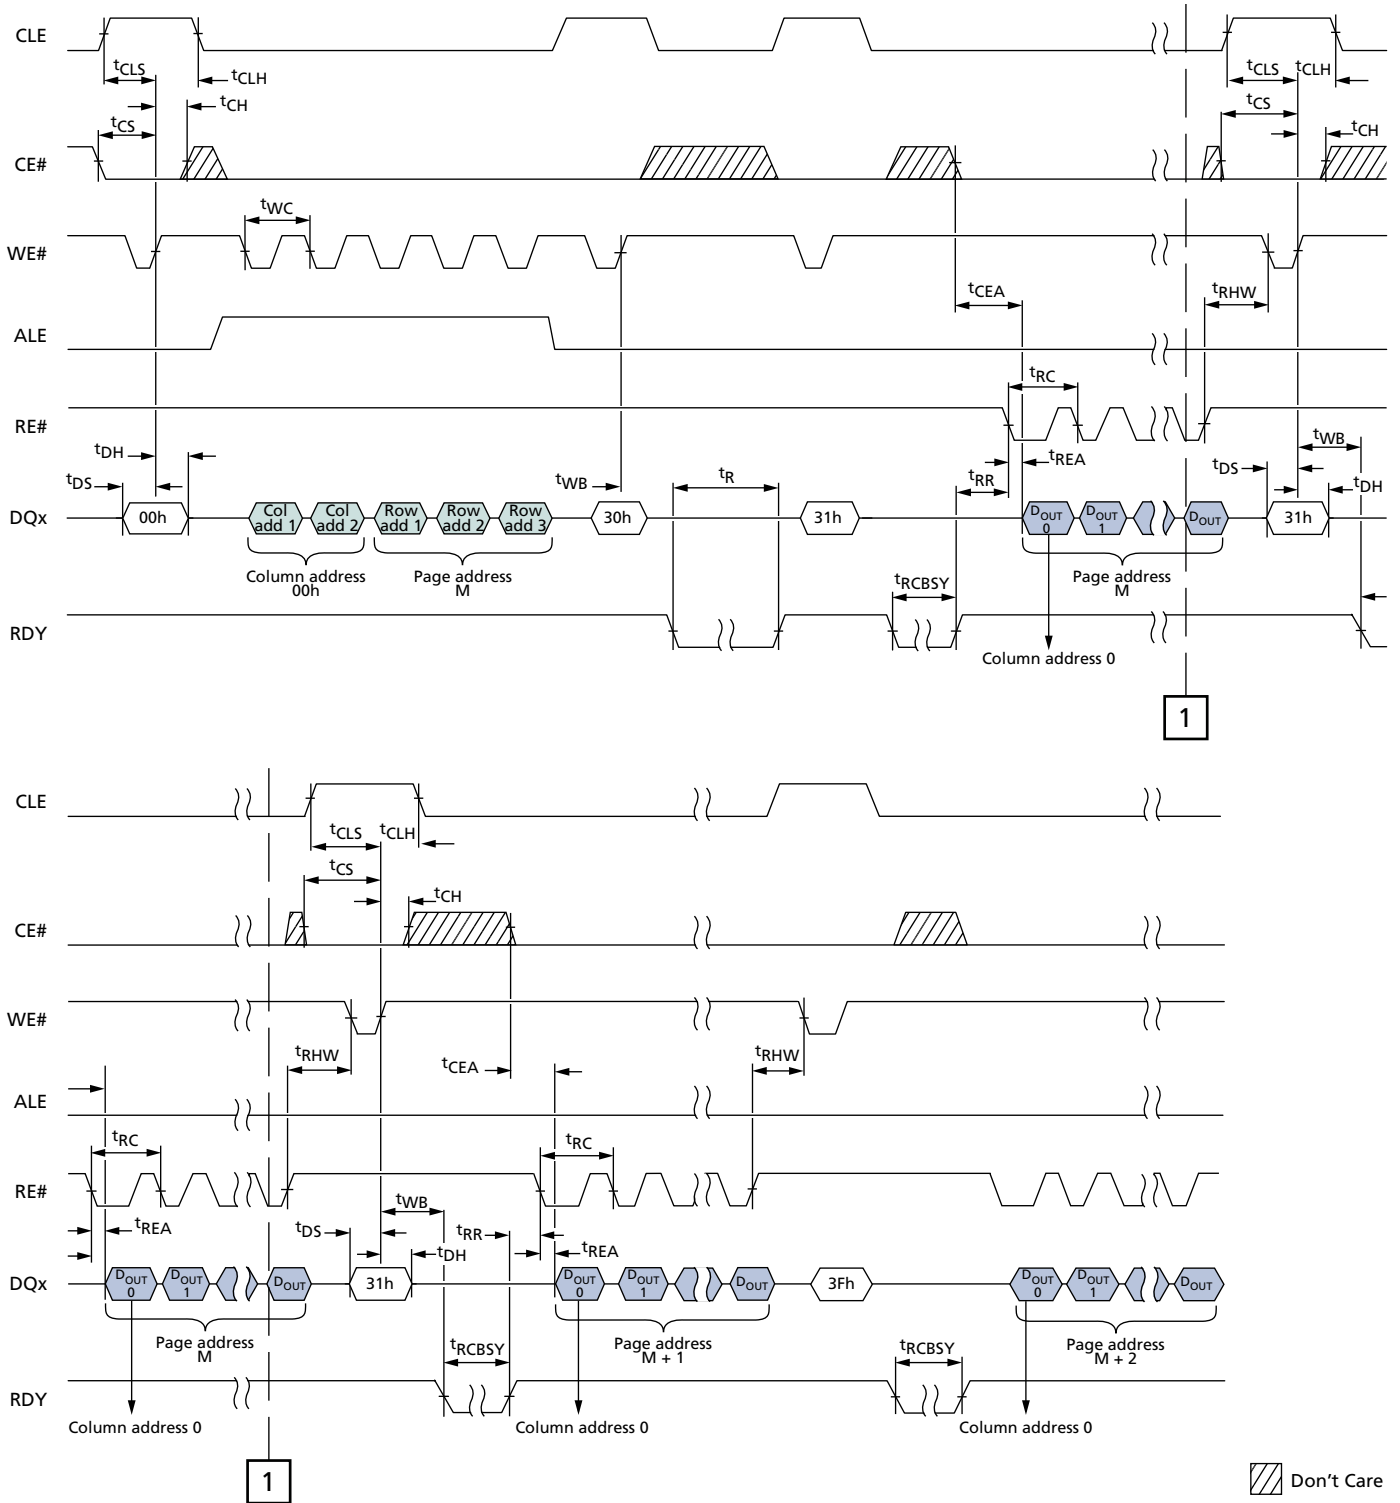 CLE
tCLS
tCLH
tCLS
tCLH
tCH
tCS
tCS
tCH
CE#
tWC
WE#
tCEA
tRHW
ALE
tRC
RE#
tDH
tREA
tWB
tDS
tWB
tR
tRR
tDS
tDH
DQx
00h
Col add 1
Col add 2
Row add 1
Row add 2
Row add 3
30h
31h
DOUT 0
DOUT 1
DOUT
31h
Column address 00h
Page address M
Page address M
tRCBSY
RDY
Column address 0
1
CLE
tCLS
tCLH
tCS
tCH
CE#
WE#
tRHW
tCEA
tRHW
ALE
tRC
tRC
RE#
tREA
tDS
tWB
tDH
tRR
tREA
DQx
DOUT 0
DOUT 1
DOUT
31h
DOUT 0
DOUT 1
DOUT
3Fh
DOUT 0
DOUT 1
DOUT
Page address M
Page address M + 1
Page address M + 2
tRCBSY
tRCBSY
RDY
Column address 0
Column address 0
Column address 0
1
Don't Care